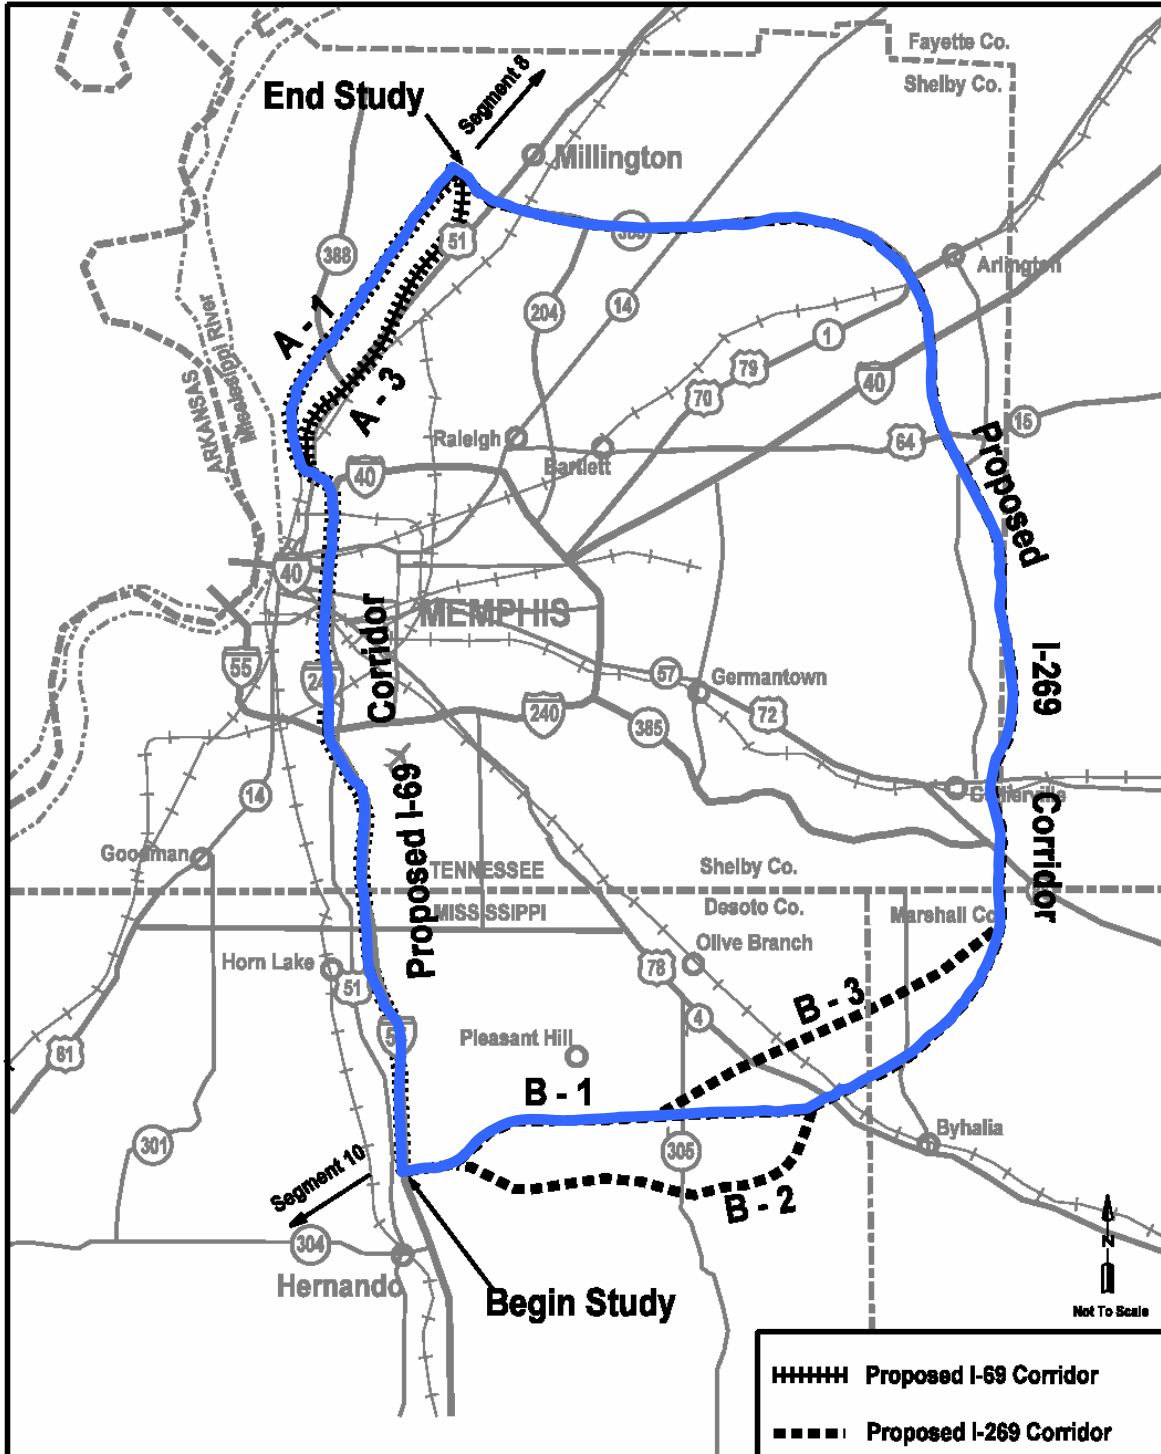 Fayette Co.
Shelby Co.
End Study
Segment 8
Millington
51
388
385
Arlington
A - 1
204
14
1
Mississippi River
ARKANSAS
79
A - 3
70
40
15
Raleigh
64
Bartlett
40
Proposed
40
MEMPHIS
Corridor
I-269
55
57
Germantown
240
72
240
385
Collierville
14
Corridor
Proposed I-69
Goodman
TENNESSEE
Shelby Co.
MISSISSIPPI
Desoto Co.
Marshall Co.
Olive Branch
Horn Lake
78
51
B - 3
4
55
Pleasant Hill
61
B - 1
301
305
Byhalia
Segment 10
B - 2
304
Hernando
N
Begin Study
Not To Scale
Proposed I-69 Corridor
Proposed I-269 Corridor